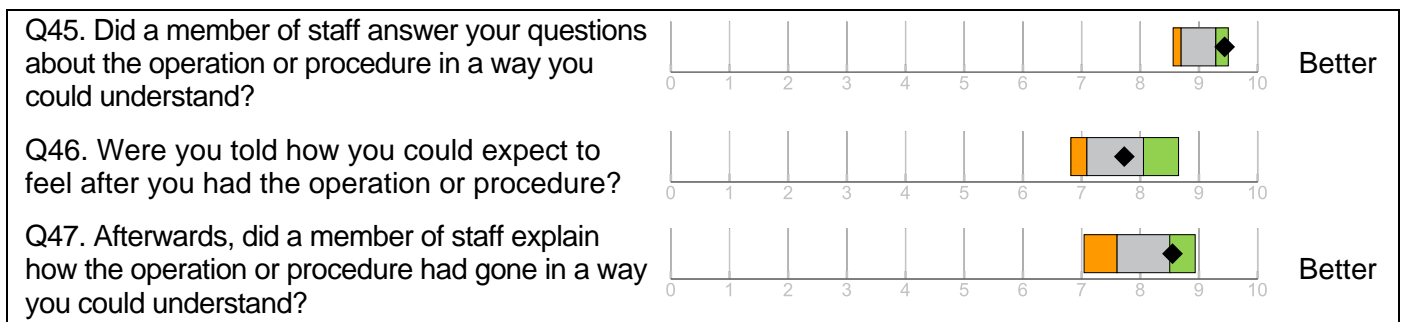 Q45. Did a member of staff answer your questions
about the operation or procedure in a way you
could understand?
0 1 2 3 4 5 6 7 8 9 10
Better
Q46. Were you told how you could expect to
feel after you had the operation or procedure?
0 1 2 3 4 5 6 7 8 9 10
Q47. Afterwards, did a member of staff explain
how the operation or procedure had gone in a way
you could understand?
0 1 2 3 4 5 6 7 8 9 10
Better